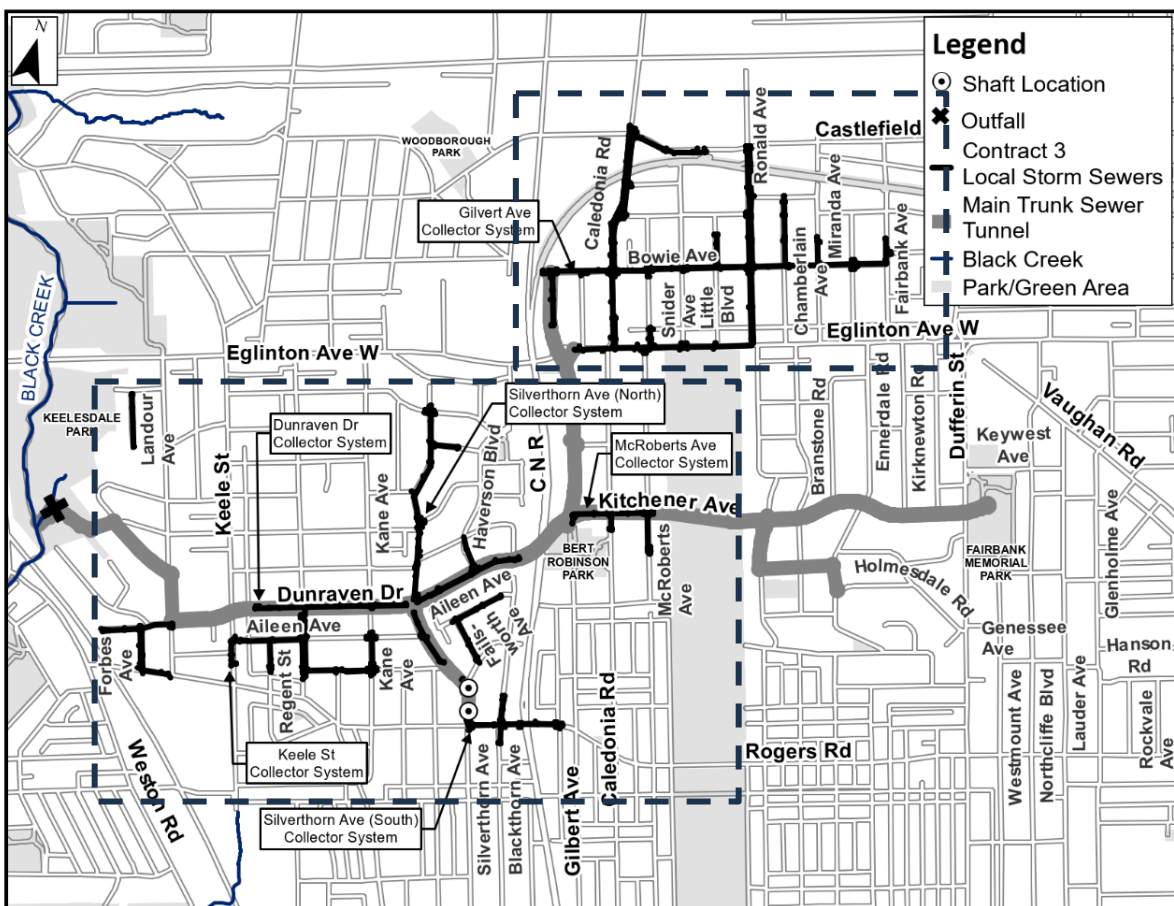 N
Legend
Shaft Location
Outfall
Contract 3
Local Storm Sewers
Main Trunk Sewer
Tunnel
Black Creek
Park/Green Area
WOODBOROUGH
PARK
Castlefield
Caledonia Rd
Ronald Ave
Miranda Ave
Chamberlain
Ave
Fairbank Ave
Gilvert Ave
Collector System
Bowie Ave
Snider
Ave
Little
Blvd
Eglinton Ave W
BLACK CREEK
Eglinton Ave W
KEELESDALE
PARK
Landour
Ave
Keele St
Dunraven Dr
Collector System
Silverthorn Ave (North)
Collector System
Kane Ave
Haverson Blvd
C N R
McRoberts Ave
Collector System
Kitchener Ave
Branstone Rd
Ennerdale Rd
Kirknewton Rd
Dufferin St
Vaughan Rd
Keywest
Ave
BERT
ROBINSON
PARK
McRoberts
Ave
FAIRBANK
MEMORIAL
PARK
Holmesdale Rd
Glenholme Ave
Dunraven Dr
Aileen Ave
Aileen Ave
Fails-
worth
Ave
Forbes
Ave
Regent St
Kane
Ave
Genessee
Ave
Hanson
Rd
Caledonia Rd
Keele St
Collector System
Weston Rd
Silverthorn Ave (South)
Collector System
Silverthorn Ave
Blackthorn Ave
Gilbert Ave
Rogers Rd
Westmount Ave
Northcliffe Blvd
Lauder Ave
Rockvale
Ave